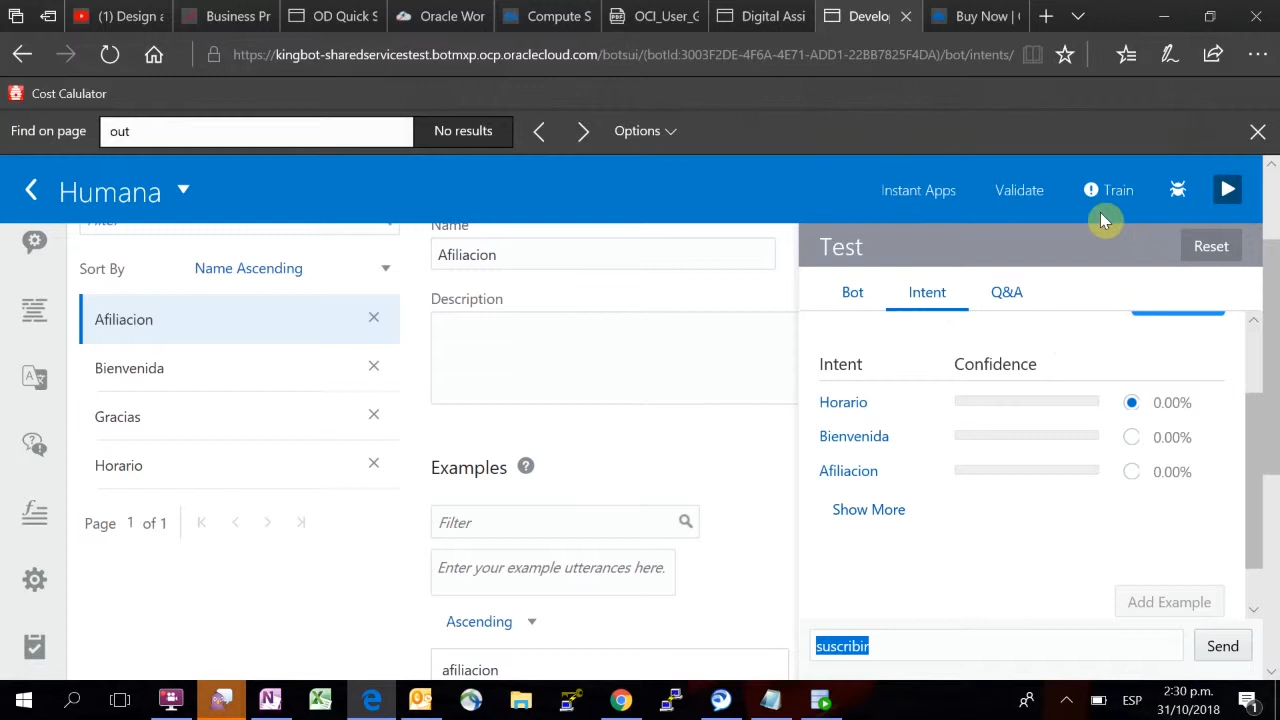 (1) Design a
Business Pr
OD Quick S
Oracle Wor
Compute S
OCI_User_G
Digital Assi
Develo
Buy Now | (
https://kingbot-sharedservicetest.botmxp.ocp.oraclecloud.com/botsui/(botId:3003F2DE-4F6A-4E71-ADD1-22BB7825F4DA)/bot/intents/
Cost Calulator
Find on page
out
No results
Options
Humana
Instant Apps
Validate
Train
Filter
Sort By
Name Ascending
Afiliacion
Bienvenida
Gracias
Horario
Page 1 of 1
Name
Afiliacion
Description
Examples
Filter
Enter your example utterances here.
Ascending
afiliacion
Test
Reset
Bot
Intent
Q&A
Intent Confidence
Horario 0.00%
Bienvenida 0.00%
Afiliacion 0.00%
Show More
Add Example
suscribir
Send
ESP
2:30 p.m.
31/10/2018